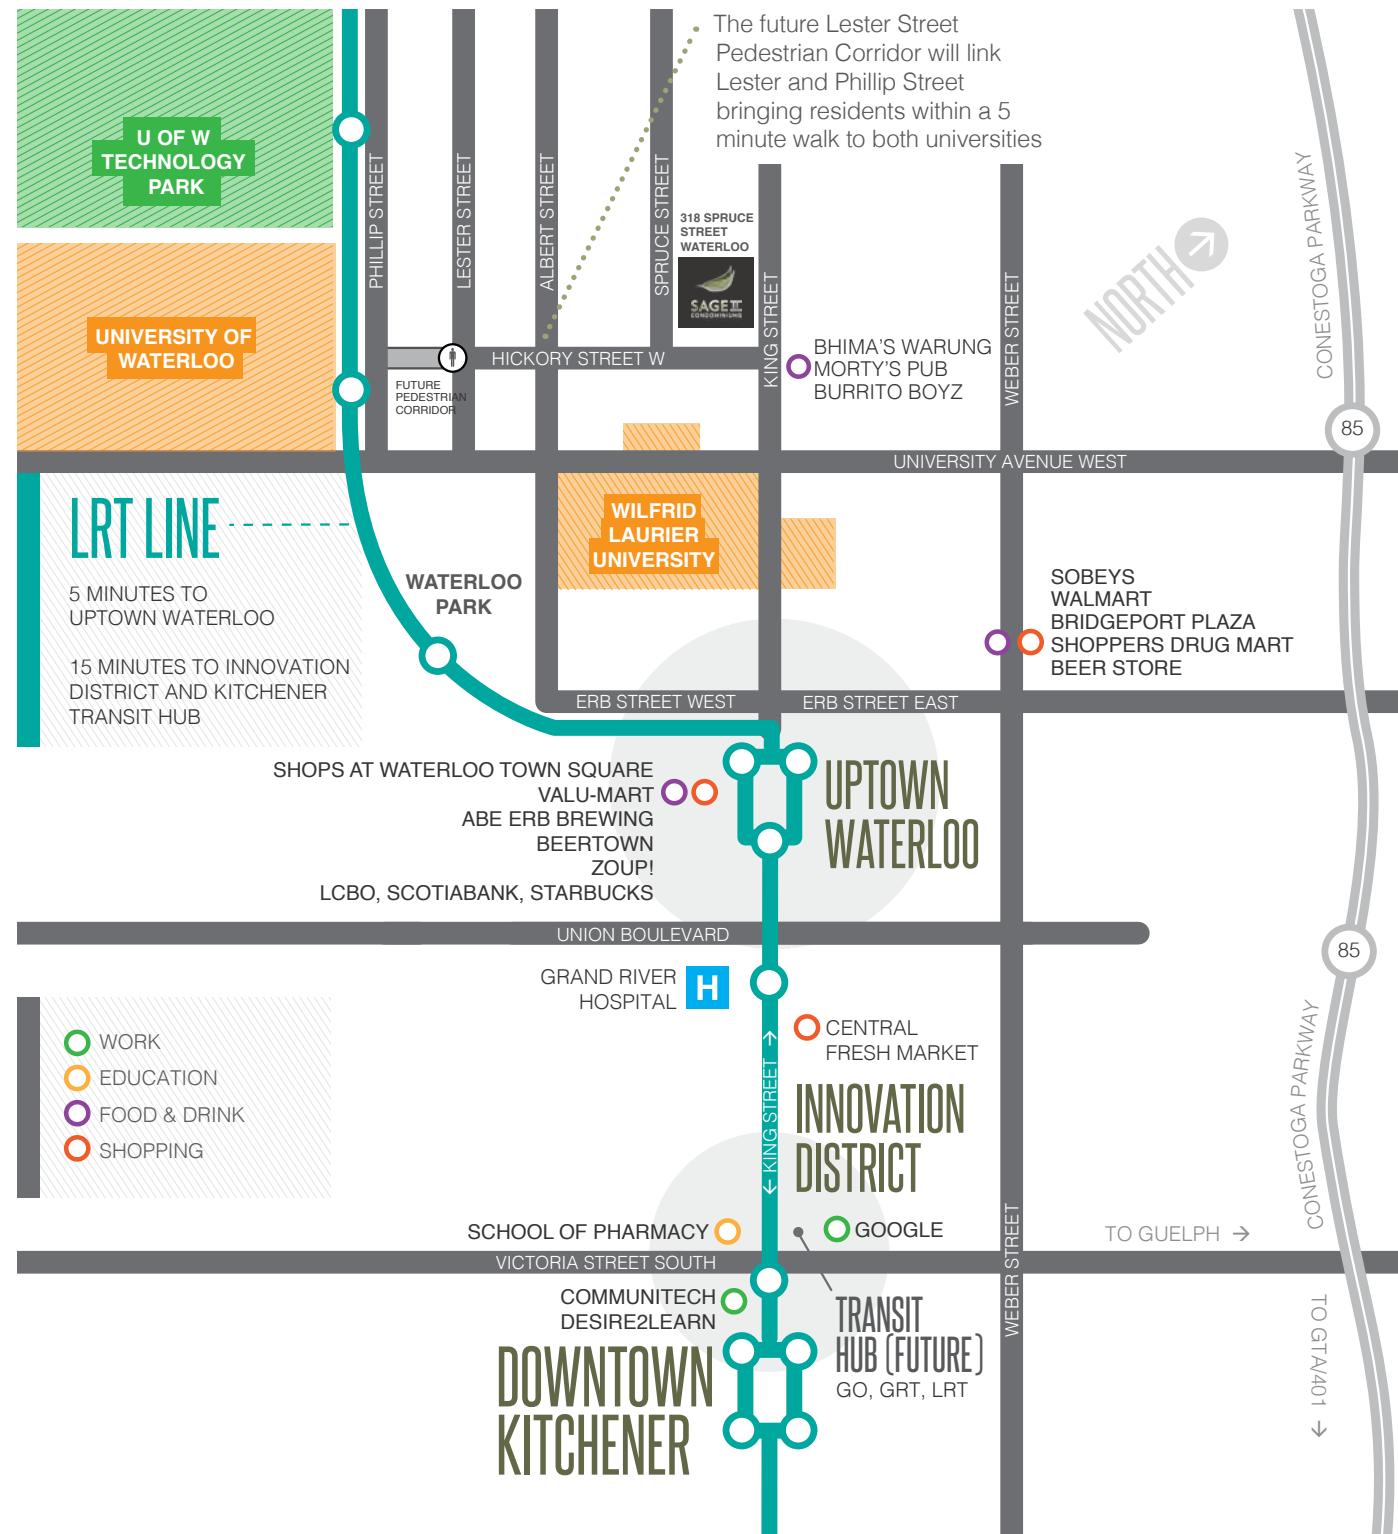 The future Lester Street
Pedestrian Corridor will link
Lester and Phillip Street
bringing residents within a 5
minute walk to both universities
U OF W
TECHNOLOGY
PARK
PHILLIP STREET
LESTER STREET
ALBERT STREET
SPRUCE STREET
318 SPRUCE
STREET
WATERLOO
SAGE II
CONDOMINIUMS
KING STREET
WEBER STREET
NORTH
CONESTOGA PARKWAY
UNIVERSITY OF
WATERLOO
HICKORY STREET W
FUTURE
PEDESTRIAN
CORRIDOR
BHIMA'S WARUNG
MORTY'S PUB
BURRITO BOYZ
85
UNIVERSITY AVENUE WEST
LRT LINE
5 MINUTES TO
UPTOWN WATERLOO
15 MINUTES TO INNOVATION
DISTRICT AND KITCHENER
TRANSIT HUB
WILFRID
LAURIER
UNIVERSITY
WATERLOO
PARK
SOBEYS
WALMART
BRIDGEPORT PLAZA
SHOPPERS DRUG MART
BEER STORE
ERB STREET WEST
ERB STREET EAST
SHOPS AT WATERLOO TOWN SQUARE
VALU-MART
ABE ERB BREWING
BEERTOWN
ZOUP!
LCBO, SCOTIABANK, STARBUCKS
UPTOWN
WATERLOO
UNION BOULEVARD
85
GRAND RIVER
HOSPITAL
H
CENTRAL
FRESH MARKET
WORK
EDUCATION
FOOD & DRINK
SHOPPING
← KING STREET →
INNOVATION
DISTRICT
CONESTOGA PARKWAY
SCHOOL OF PHARMACY
GOOGLE
TO GUELPH →
VICTORIA STREET SOUTH
WEBER STREET
COMMUNITECH
DESIRE2LEARN
TRANSIT
HUB (FUTURE)
GO, GRT, LRT
TO GTA/401 →
DOWNTOWN
KITCHENER